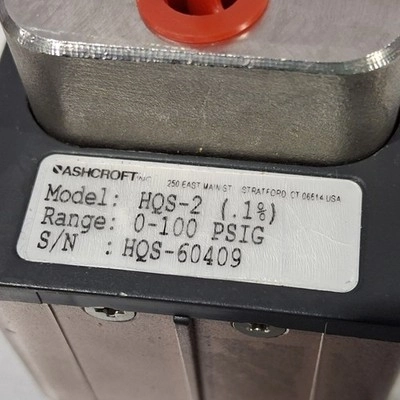 ASHCROFT INC. 250 EAST MAIN ST. STRATFORD, CT 06614 USA
Model: HQS-2 (.1%)
Range: 0-100 PSIG
S/N : HQS-60409